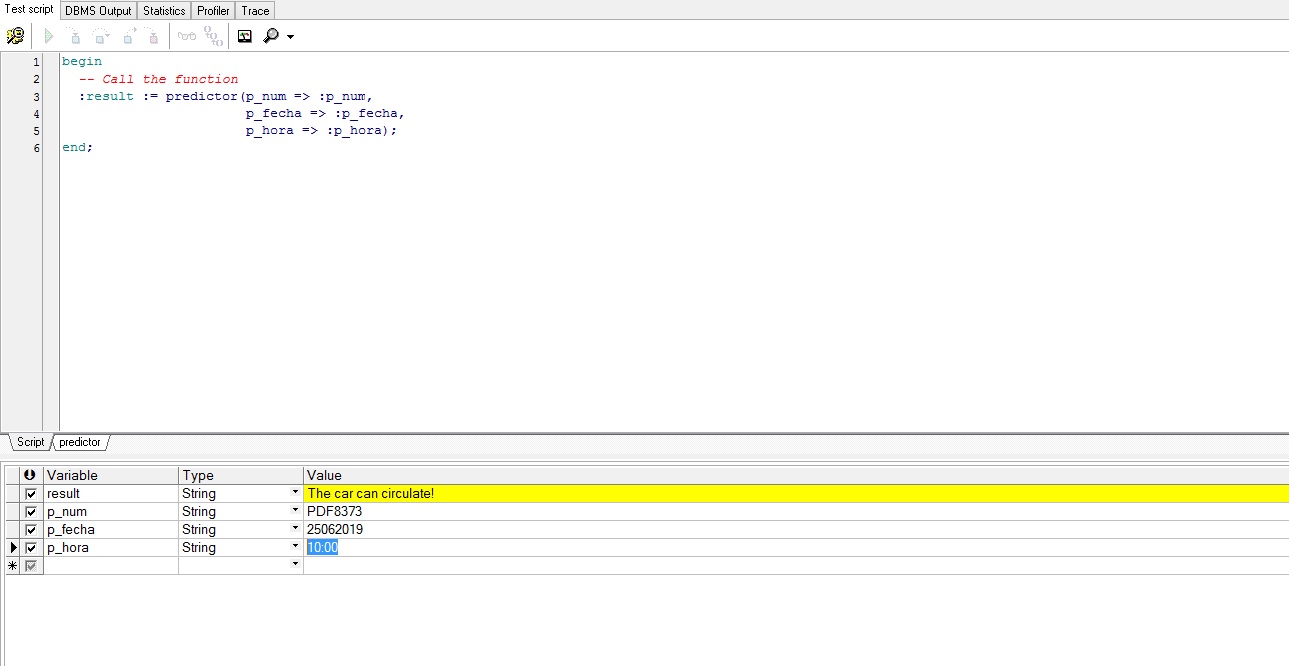 Test script DBMS Output Statistics Profiler Trace
1 begin
2 -- Call the function
3 :result := predictor(p_num => :p_num,
4 p_fecha => :p_fecha,
5 p_hora => :p_hora);
6 end;
Script predictor
Variable Type Value
result String The car can circulate!
p_num String PDF8373
p_fecha String 25062019
p_hora String 10:00